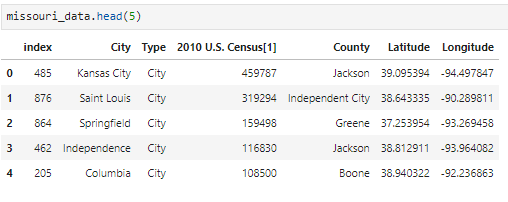 missouri_data.head(5)
index City Type 2010 U.S. Census[1] County Latitude Longitude
0 485 Kansas City City 459787 Jackson 39.095394 -94.497847
1 876 Saint Louis City 319294 Independent City 38.643335 -90.289811
2 864 Springfield City 159498 Greene 37.253954 -93.269458
3 462 Independence City 116830 Jackson 38.812911 -93.964082
4 205 Columbia City 108500 Boone 38.940322 -92.236863